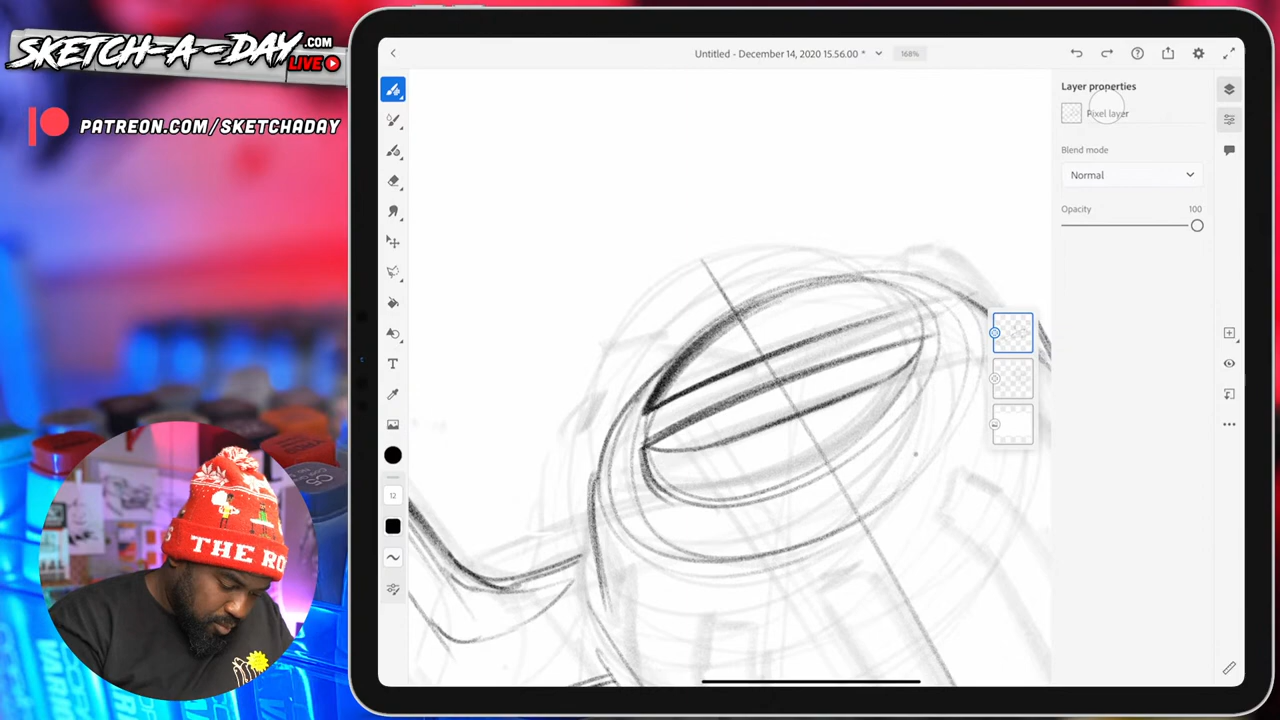 SKETCH-A-DAY.COM
LIVE
PATREON.COM/SKETCHADAY
Untitled - December 14, 2020 15.56.00 *
168%
Layer properties
Pixel layer
Blend mode
Normal
Opacity
100
T
12
THE RO